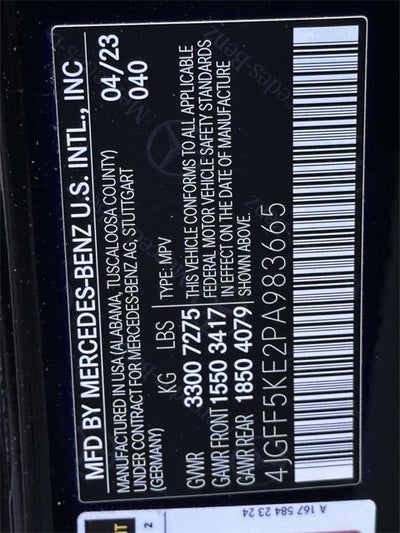 MFD BY MERCEDES-BENZ U.S. INTL., INC
MANUFACTURED IN USA (ALABAMA, TUSCALOOSA COUNTY)
UNDER CONTRACT FOR MERCEDES-BENZ AG, STUTTGART
(GERMANY)
04/23
040
KG LBS TYPE: MPV
GVWR 3300 7275
GAWR FRONT 1550 3417
GAWR REAR 1850 4079
THIS VEHICLE CONFORMS TO ALL APPLICABLE
FEDERAL MOTOR VEHICLE SAFETY STANDARDS
IN EFFECT ON THE DATE OF MANUFACTURE
SHOWN ABOVE.
4JGFF5KE2PA983665
A 167 584 23 24
2